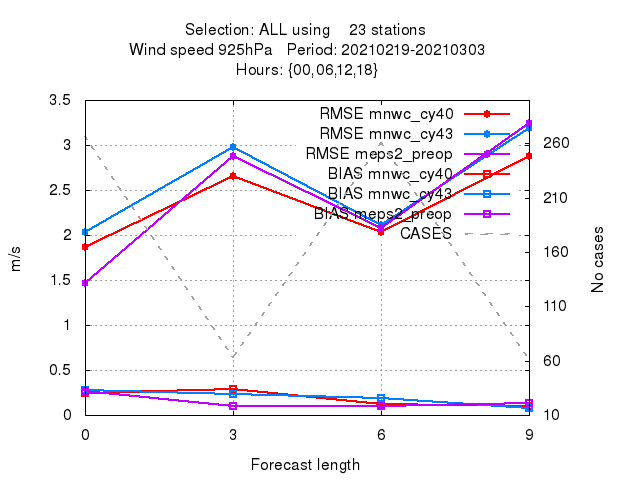 Selection: ALL using 23 stations
Wind speed 925hPa Period: 20210219-20210303
Hours: {00,06,12,18}
3.5
3
2.5
2
1.5
1
0.5
0
m/s
RMSE mnwc_cy40
RMSE mnwc_cy43
RMSE meps2_preop
BIAS mnwc_cy40
BIAS mnwc_cy43
BIAS meps2_preop
CASES
260
210
160
110
60
10
No cases
0 3 6 9
Forecast length